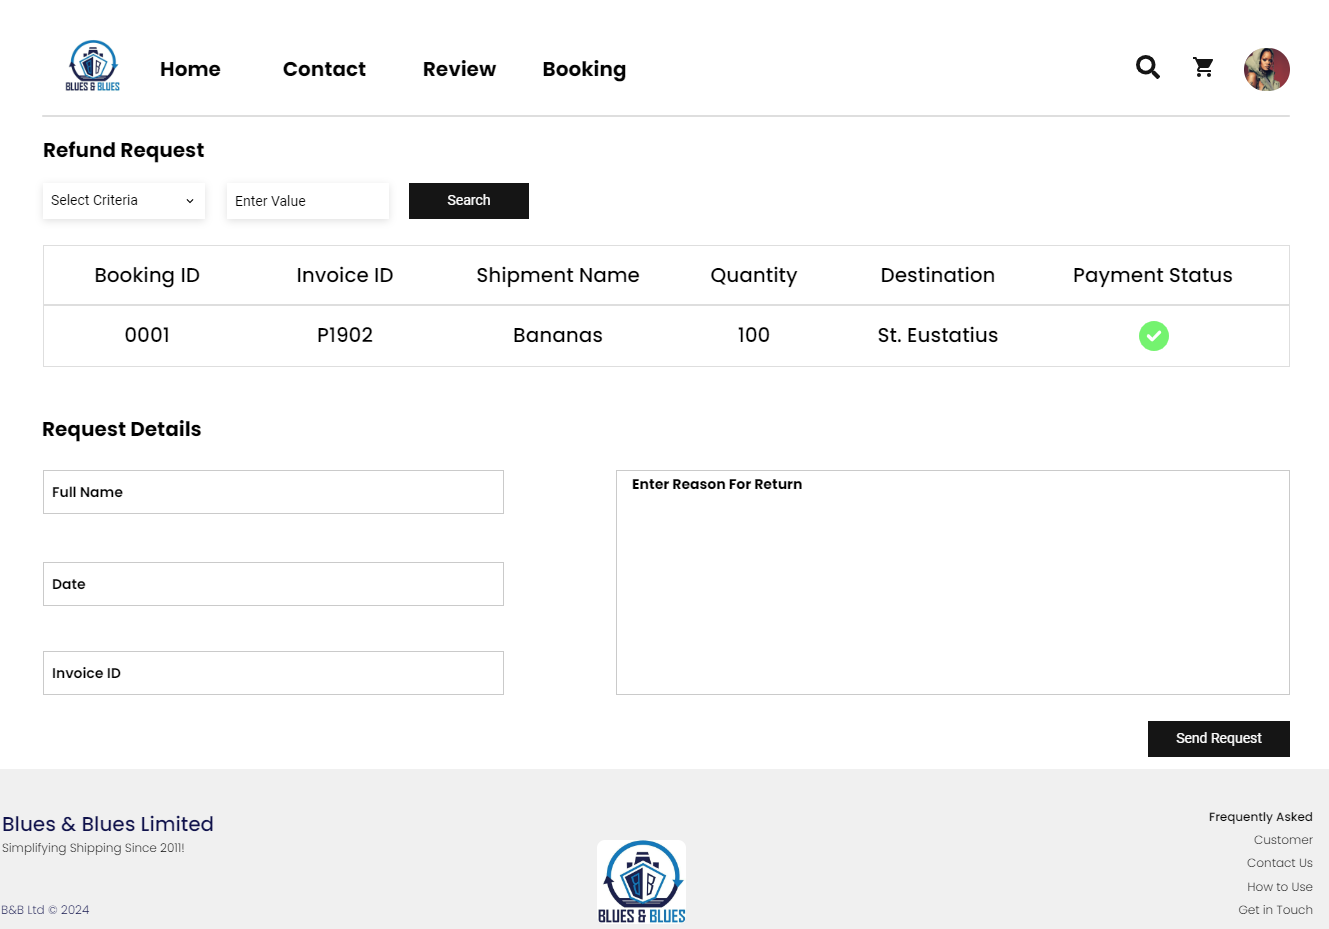 BLUES & BLUES
Home Contact Review Booking
Refund Request
Select Criteria Enter Value Search
Booking ID Invoice ID Shipment Name Quantity Destination Payment Status
0001 P1902 Bananas 100 St. Eustatius
Request Details
Full Name
Date
Invoice ID
Enter Reason For Return
Send Request
Blues & Blues Limited
Simplifying Shipping Since 2011!
B&B Ltd © 2024
B B
BLUES & BLUES
Frequently Asked
Customer
Contact Us
How to Use
Get in Touch